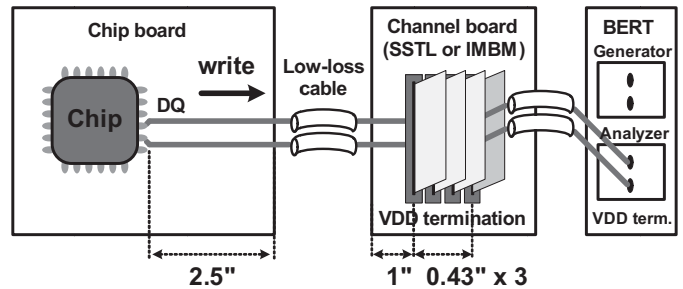 Chip board
write
Chip
DQ
2.5"
Low-loss
cable
Channel board
(SSTL or IMBM)
VDD termination
1" 0.43" x 3
BERT
Generator
Analyzer
VDD term.